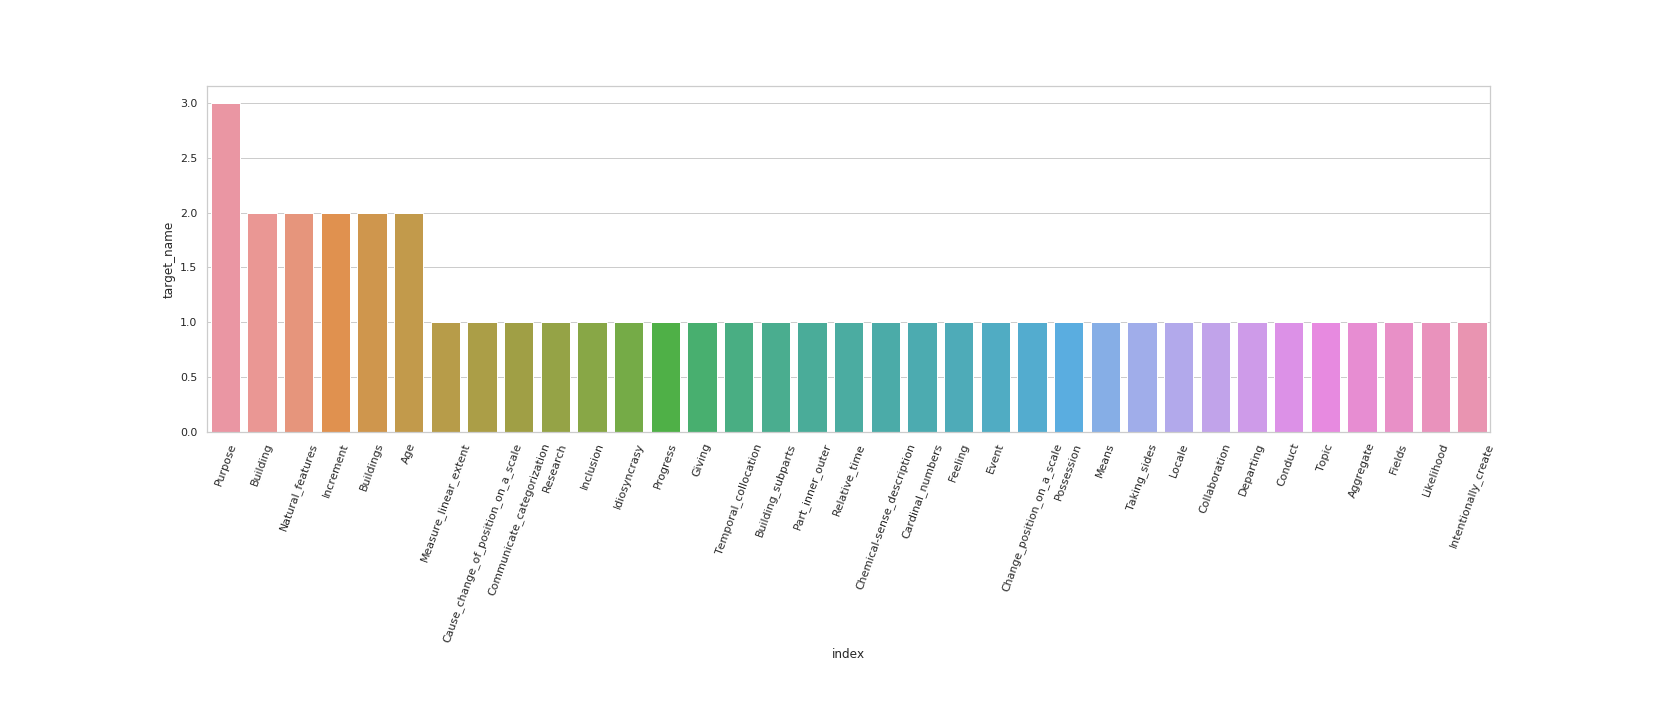 3.0
2.5
2.0
1.5
1.0
0.5
0.0
target_name
Purpose
Building
Natural_features
Increment
Buildings
Age
Measure_linear_extent
Cause_change_of_position_on_a_scale
Communicate_categorization
Research
Inclusion
Idiosyncrasy
Progress
Giving
Temporal_collocation
Building_subparts
Part_inner_outer
Relative_time
Chemical-sense_description
Cardinal_numbers
Feeling
Event
Change_position_on_a_scale
Possession
Means
Taking_sides
Locale
Collaboration
Departing
Conduct
Topic
Aggregate
Fields
Likelihood
Intentionally_create
index